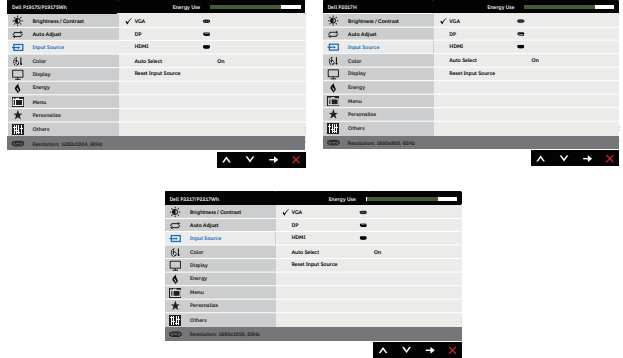 Dell P1917S/P1917SWh Energy Use
Brightness / Contrast VGA
Auto Adjust DP
Input Source HDMI
Color Auto Select On
Display Reset Input Source
Energy
Menu
Personalize
Others
Resolution: 1280x1024, 60Hz
Dell P2017H Energy Use
Brightness / Contrast VGA
Auto Adjust DP
Input Source HDMI
Color Auto Select On
Display Reset Input Source
Energy
Menu
Personalize
Others
Resolution: 1600x900, 60Hz
Dell P2217/P2217Wh Energy Use
Brightness / Contrast VGA
Auto Adjust DP
Input Source HDMI
Color Auto Select On
Display Reset Input Source
Energy
Menu
Personalize
Others
Resolution: 1680x1050, 60Hz